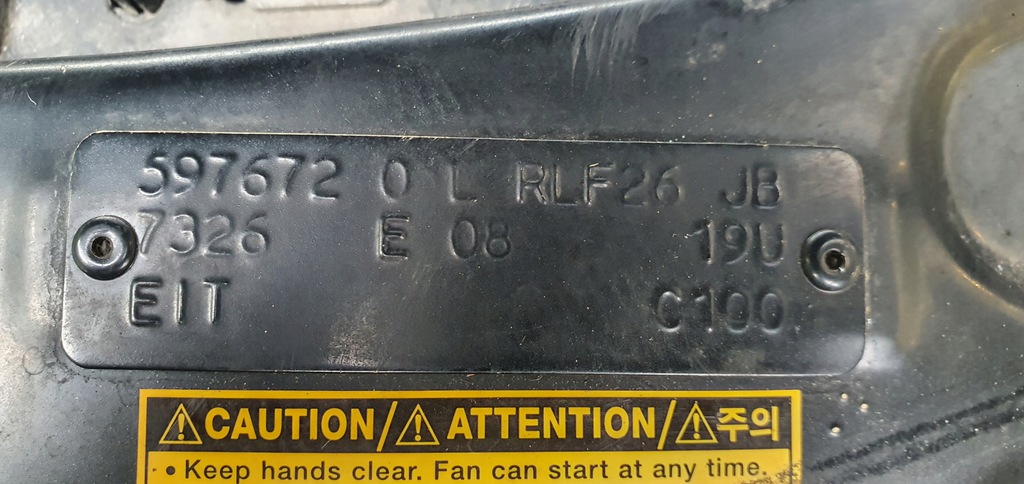 597672 0 L RLF26 JB
7326 E 08 19U
EIT C100
⚠CAUTION/⚠ATTENTION/⚠주의
• Keep hands clear. Fan can start at any time.